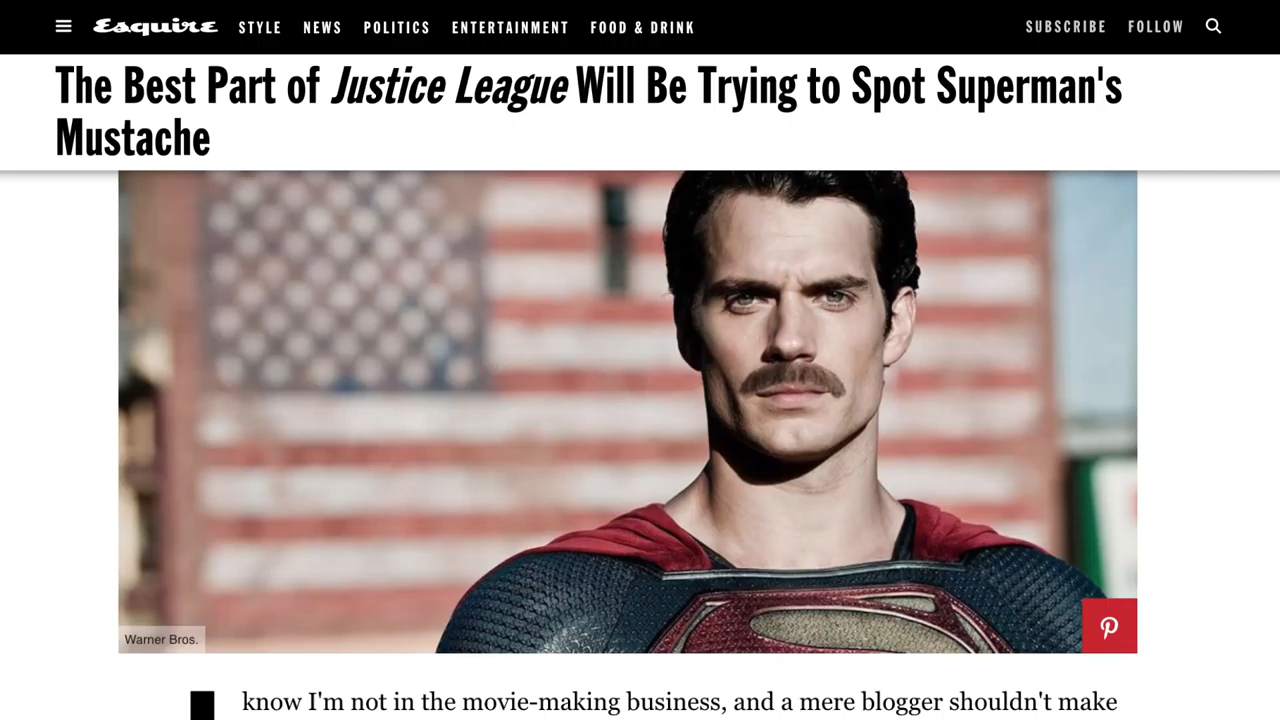 Esquire STYLE NEWS POLITICS ENTERTAINMENT FOOD & DRINK SUBSCRIBE FOLLOW
The Best Part of Justice League Will Be Trying to Spot Superman's
Mustache
Warner Bros.
know I'm not in the movie-making business, and a mere blogger shouldn't make